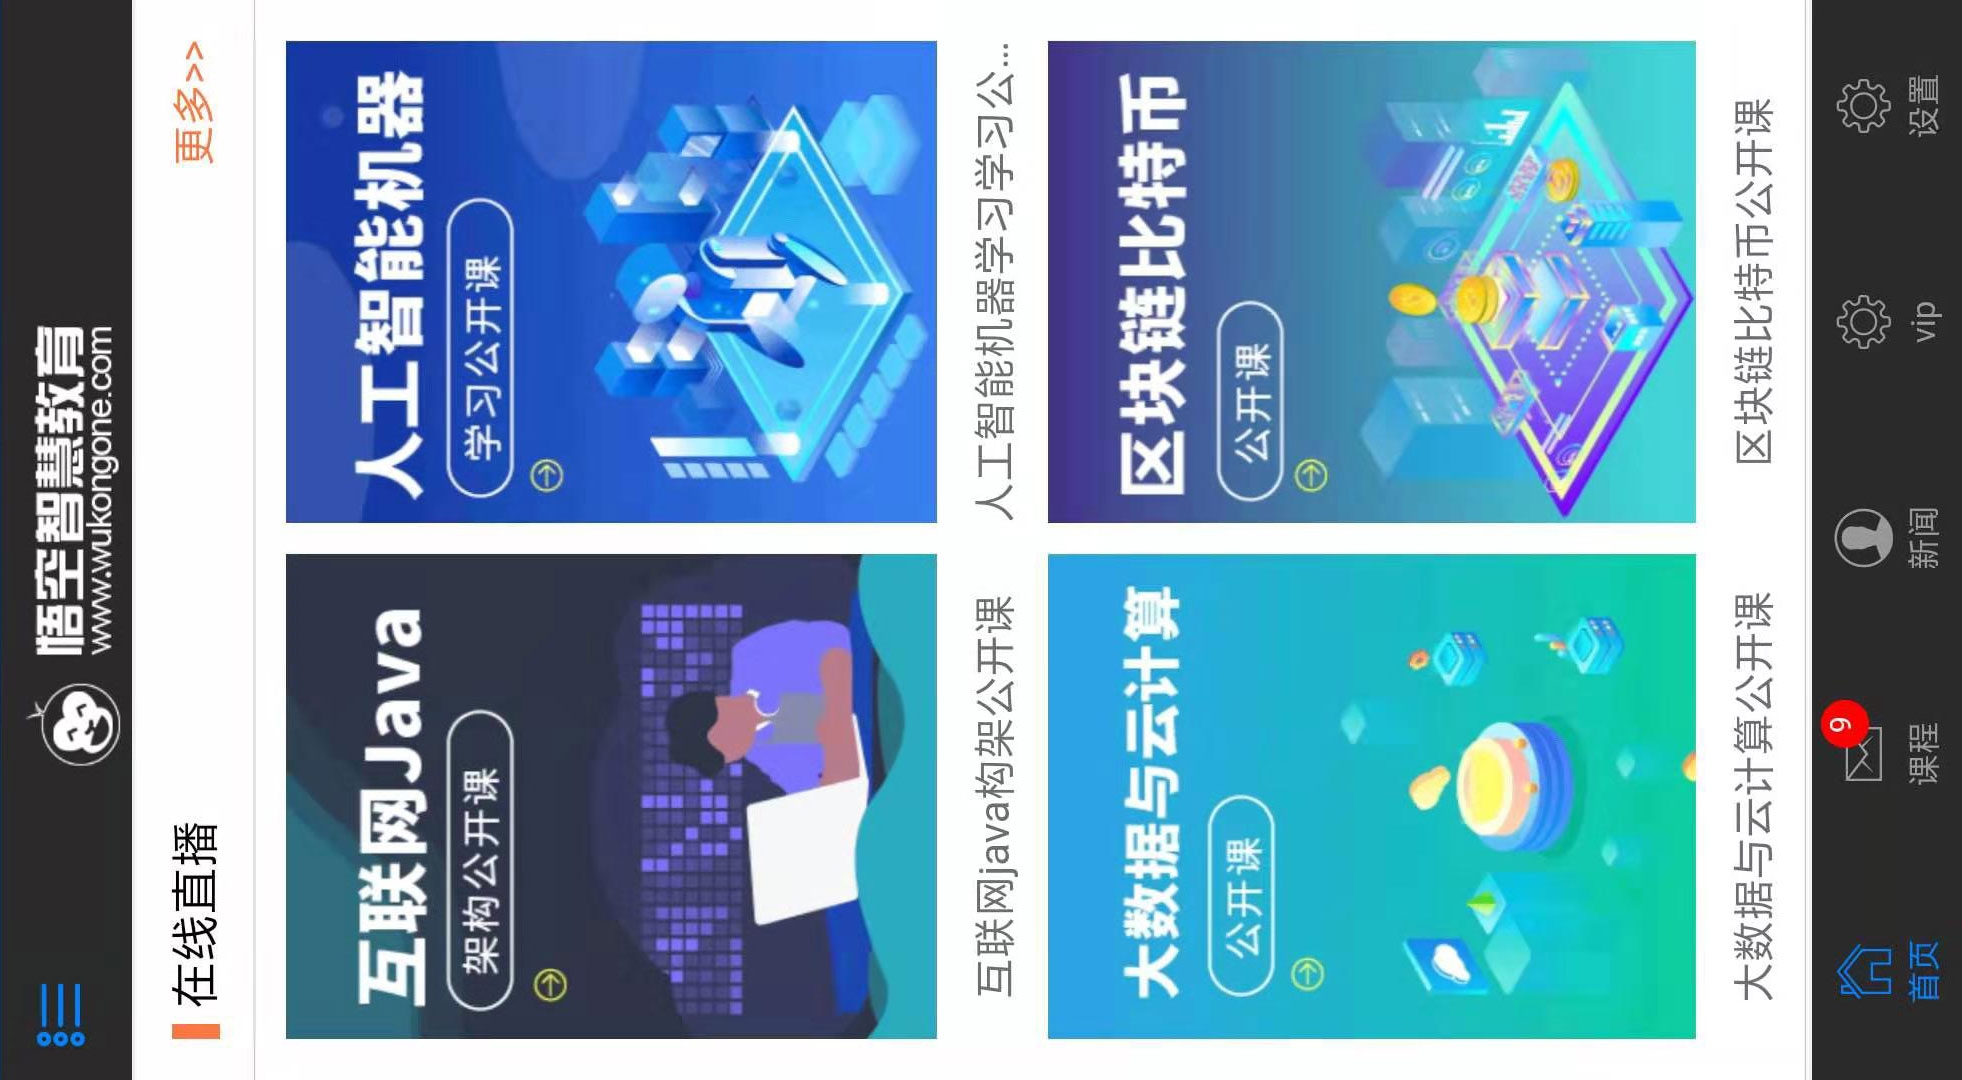 悟空智慧教育
www.wukongone.com
在线直播
更多>>
互联网Java
架构公开课
互联网java构架公开课
人工智能机器
学习公开课
人工智能机器学习学习公...
大数据与云计算
公开课
大数据与云计算公开课
区块链比特币
公开课
区块链比特币公开课
首页
9
课程
新闻
vip
设置